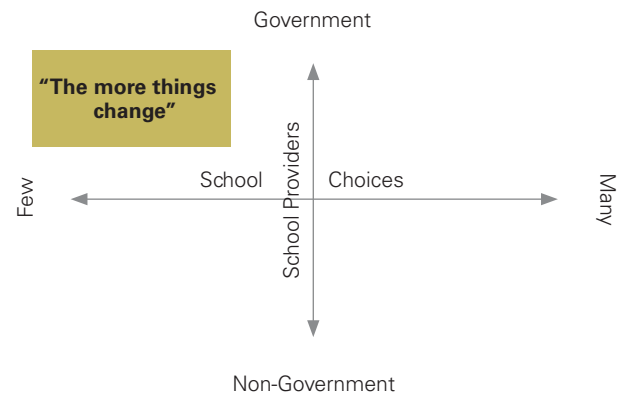 Government
“The more things
change”
School Choices
School Providers
Few
Many
Non-Government